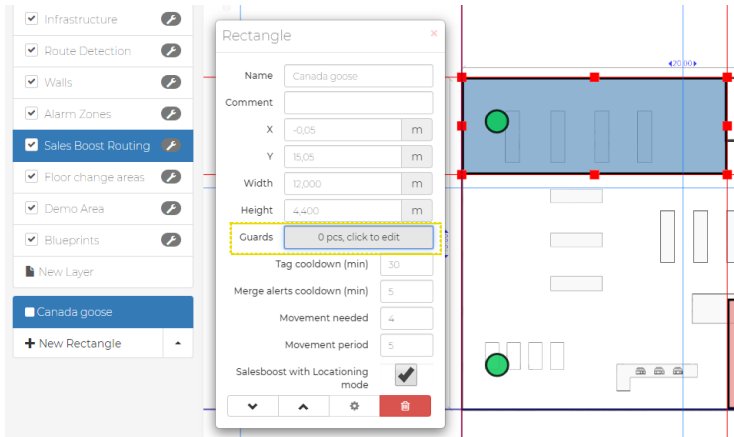 Infrastructure
Route Detection
Walls
Alarm Zones
Sales Boost Routing
Floor change areas
Demo Area
Blueprints
New Layer
Canada goose
New Rectangle
Rectangle
×
Name Canada goose
Comment
X -0,05 m
Y 15,05 m
Width 12,000 m
Height 4,400 m
Guards 0 pcs, click to edit
Tag cooldown (min) 30
Merge alerts cooldown (min) 5
Movement needed 4
Movement period 5
Salesboost with Locationing
mode
20.00